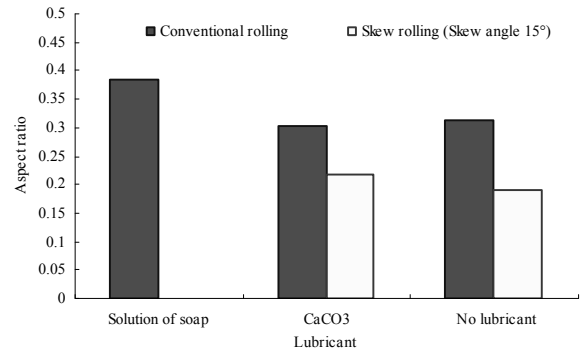 Conventional rolling
Skew rolling (Skew angle 15°)
Aspect ratio
0.5
0.45
0.4
0.35
0.3
0.25
0.2
0.15
0.1
0.05
0
Solution of soap
CaCO3
No lubricant
Lubricant